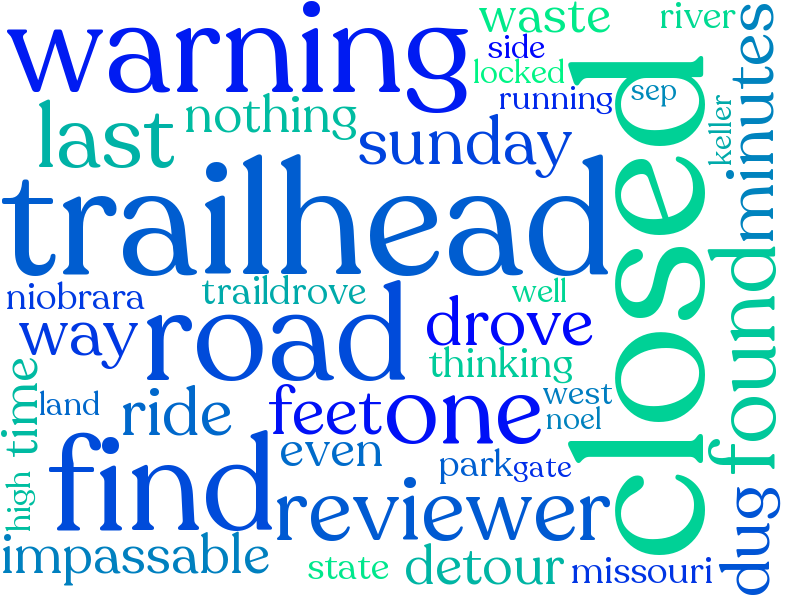 warning
waste
river
side
locked
running
sep
minutes
last
nothing
sunday
keller
closed
trailhead
niobrara
traildrove
well
way
road
drove
found
thinking
time
land
ride
feet
one
west
noel
find
even
park
gate
high
reviewer
dug
impassable
state
detour
missouri